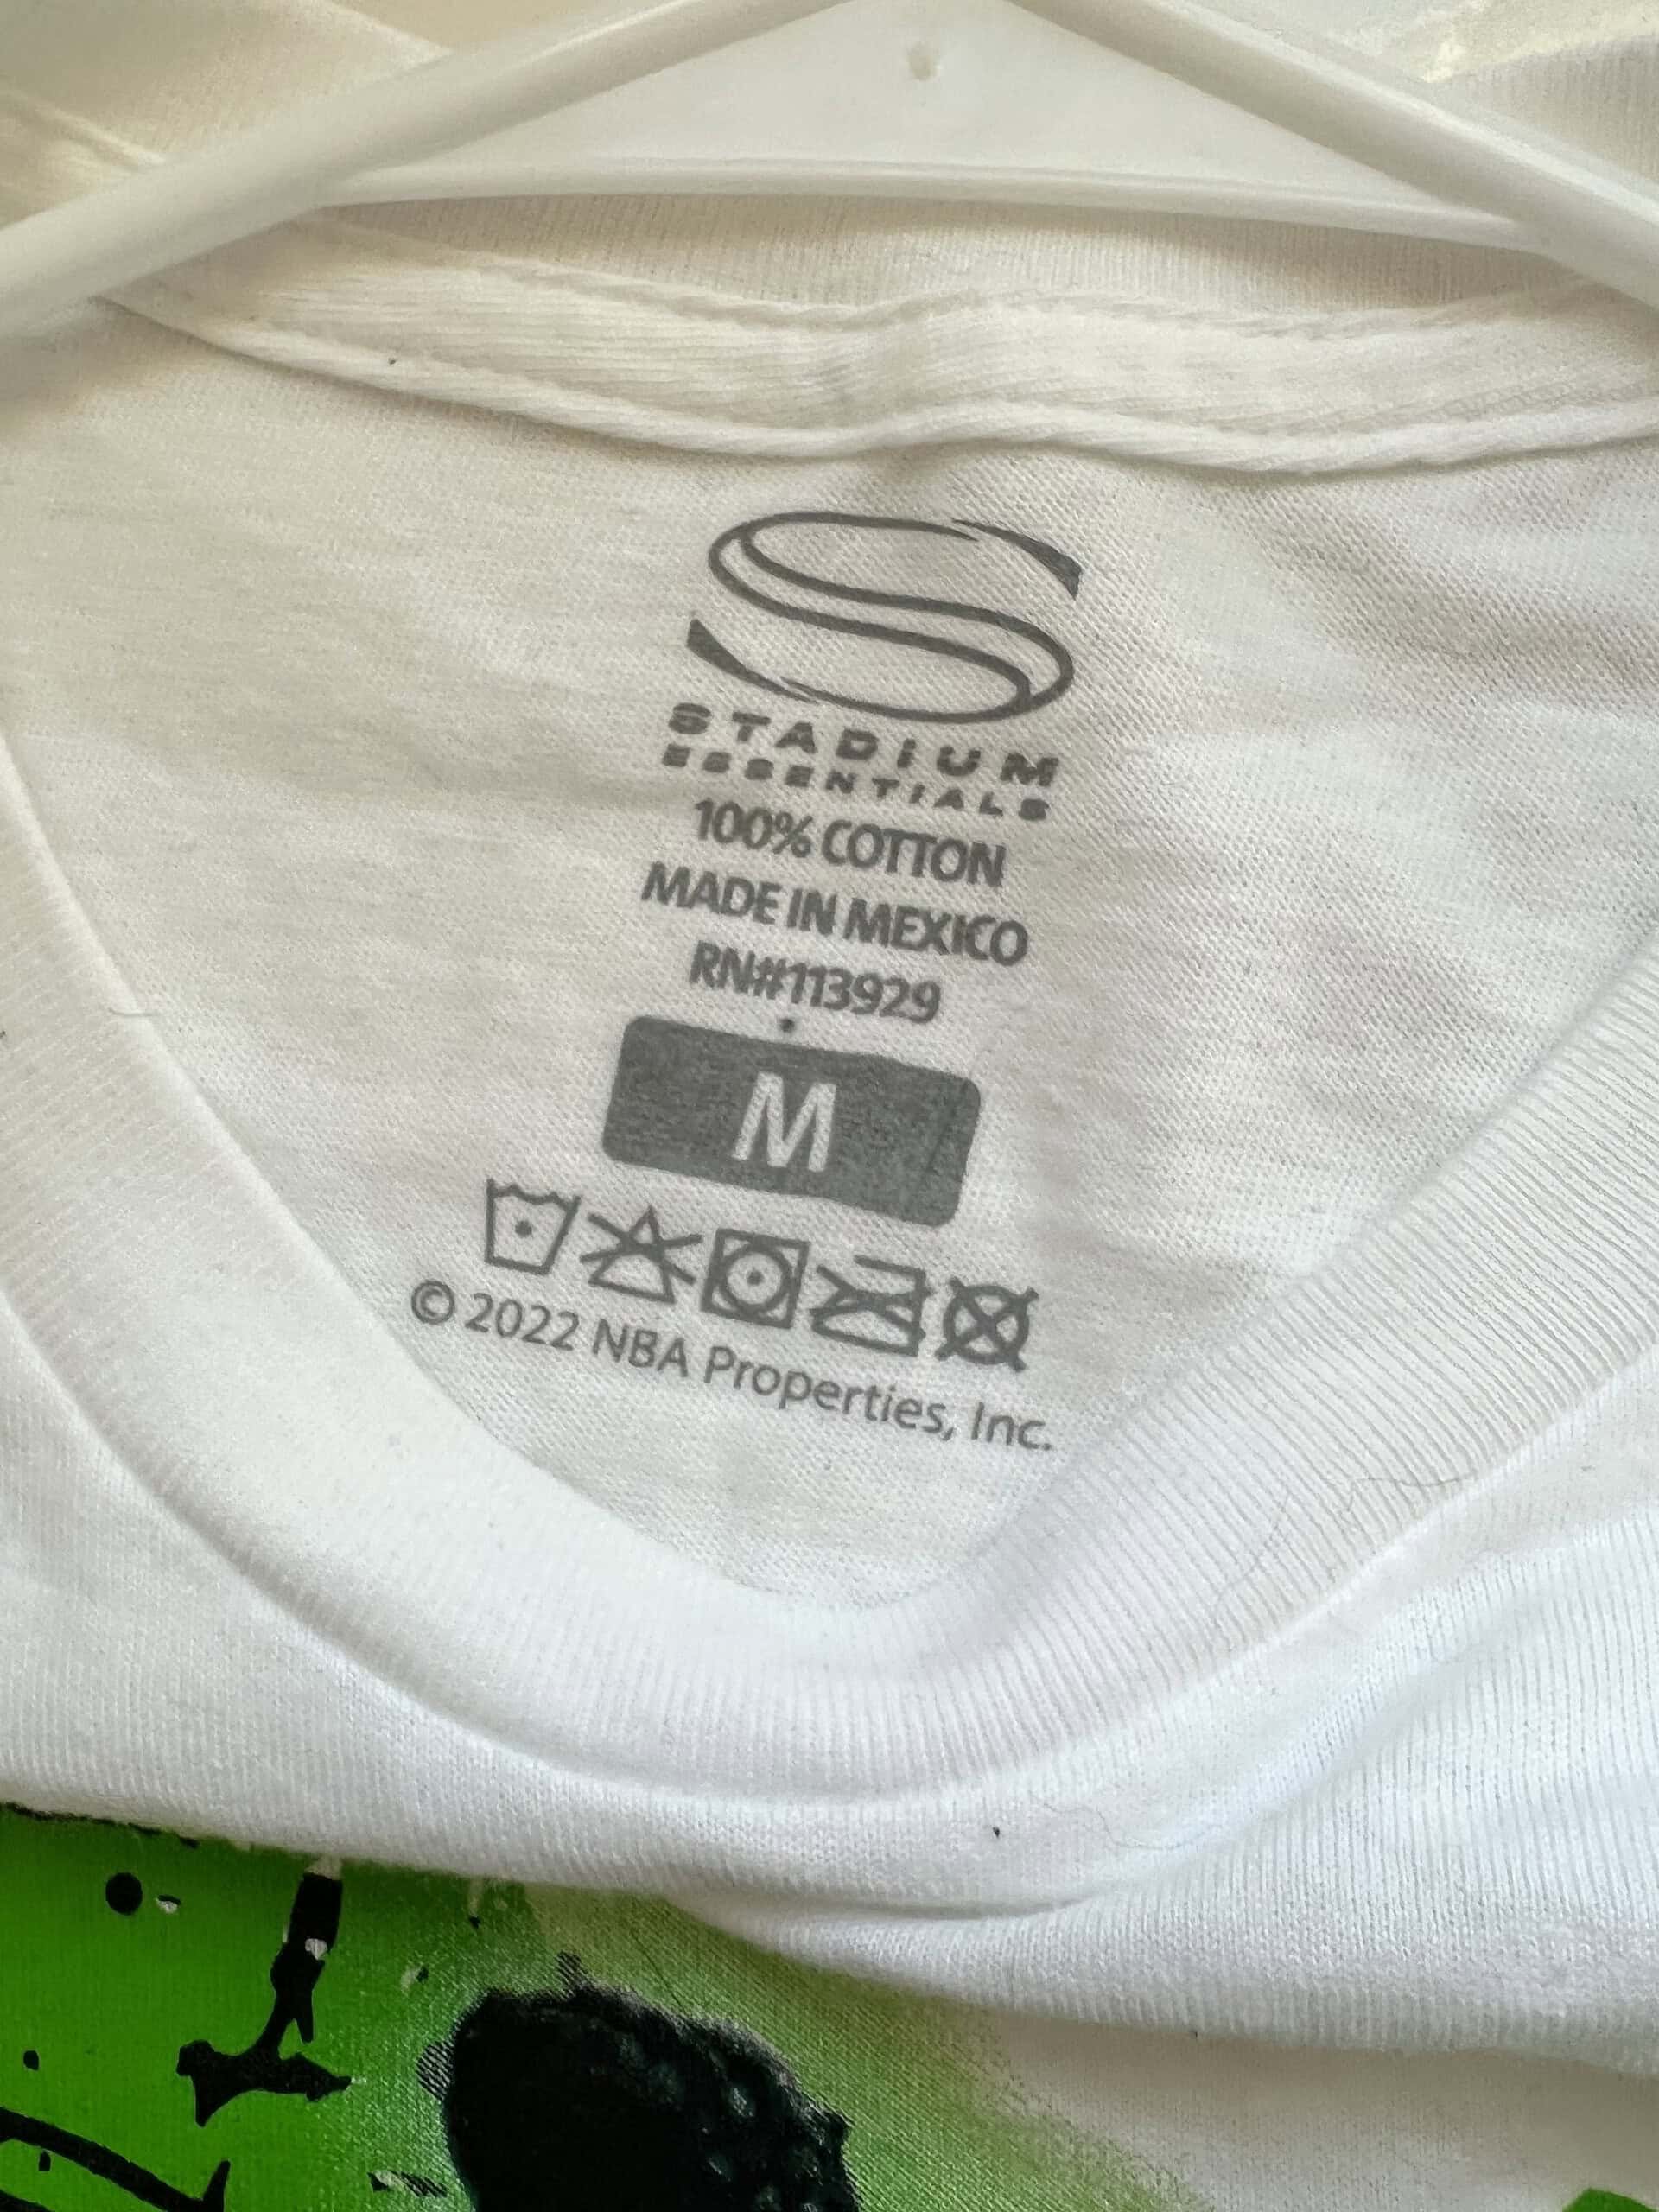 STADIUM
ESSENTIALS
100% COTTON
MADE IN MEXICO
RN#113929
M
© 2022 NBA Properties, Inc.